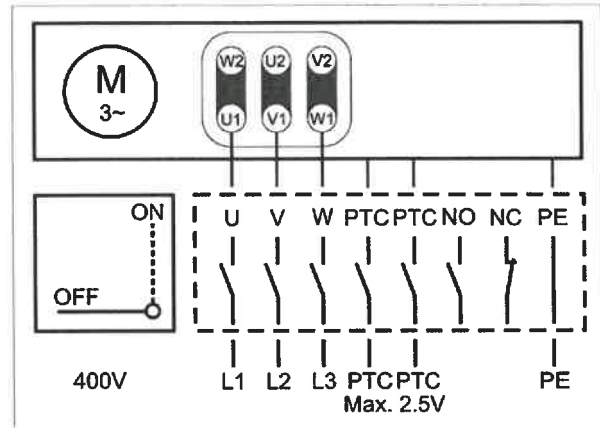 W2 U2 V2
M
3~
U1 V1 W1
ON
U V W PTC PTC NO NC PE
OFF
400V
L1 L2 L3 PTC PTC PE
Max. 2.5V